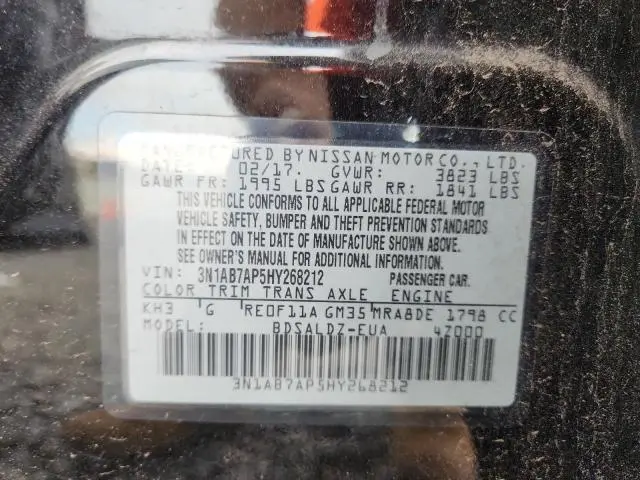 MANUFACTURED BY NISSAN MOTOR CO., LTD.
DATE: 02/17. GVWR: 3823 LBS
GAWR FR: 1995 LBS GAWR RR: 1841 LBS
THIS VEHICLE CONFORMS TO ALL APPLICABLE FEDERAL MOTOR
VEHICLE SAFETY, BUMPER AND THEFT PREVENTION STANDARDS
IN EFFECT ON THE DATE OF MANUFACTURE SHOWN ABOVE.
SEE OWNER'S MANUAL FOR ADDITIONAL INFORMATION.
VIN: 3N1AB7AP5HY268212 PASSENGER CAR.
COLOR TRIM TRANS AXLE ENGINE
KH3 G RE0F11A GM35 MRA8DE 1798 CC
MODEL: BDSALDZ-EUA 4Z000
3N1AB7AP5HY268212